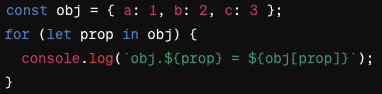 const obj = { a: 1, b: 2, c: 3 };
for (let prop in obj) {
  console.log(`obj.${prop} = ${obj[prop]}`);
}